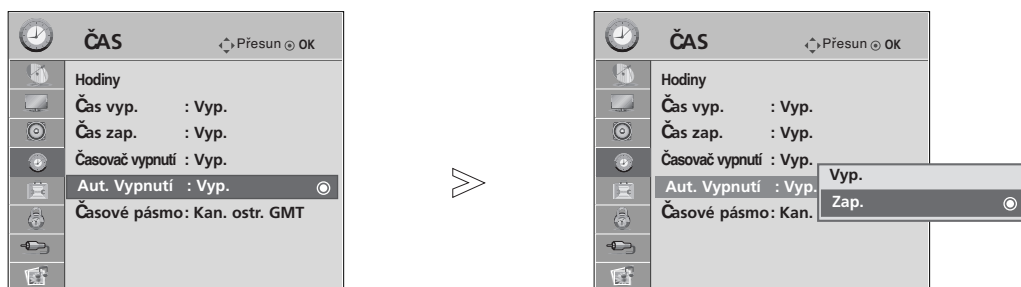 ČAS Přesun OK
Hodiny
Čas vyp. : Vyp.
Čas zap. : Vyp.
Časovač vypnutí : Vyp.
Aut. Vypnutí : Vyp.
Časové pásmo : Kan. ostr. GMT
ČAS Přesun OK
Hodiny
Čas vyp. : Vyp.
Čas zap. : Vyp.
Časovač vypnutí : Vyp.
Aut. Vypnutí : Vyp.
Časové pásmo : Kan.
Vyp.
Zap.